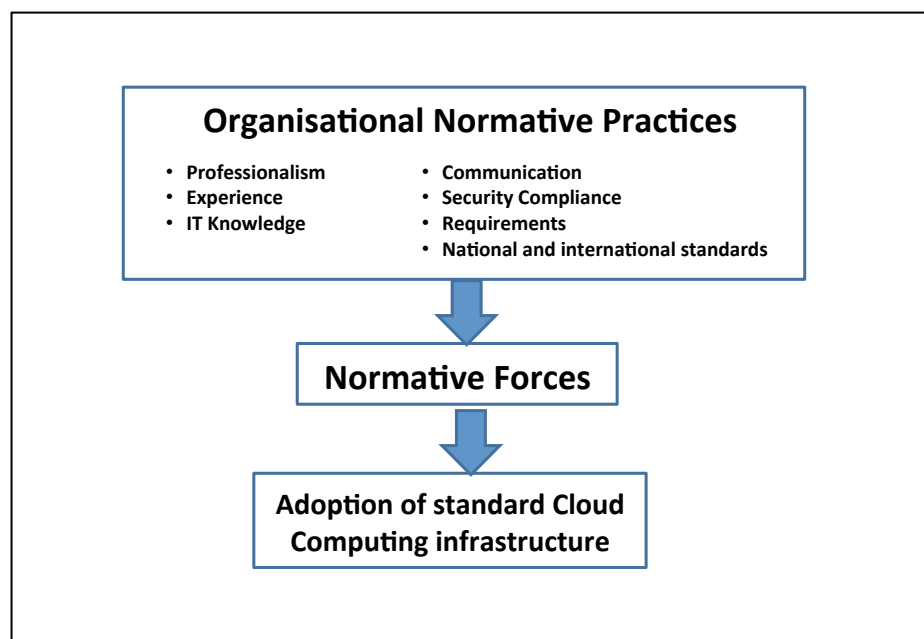 Organisational Normative Practices
• Professionalism
• Experience
• IT Knowledge
• Communication
• Security Compliance
• Requirements
• National and international standards
Normative Forces
Adoption of standard Cloud
Computing infrastructure